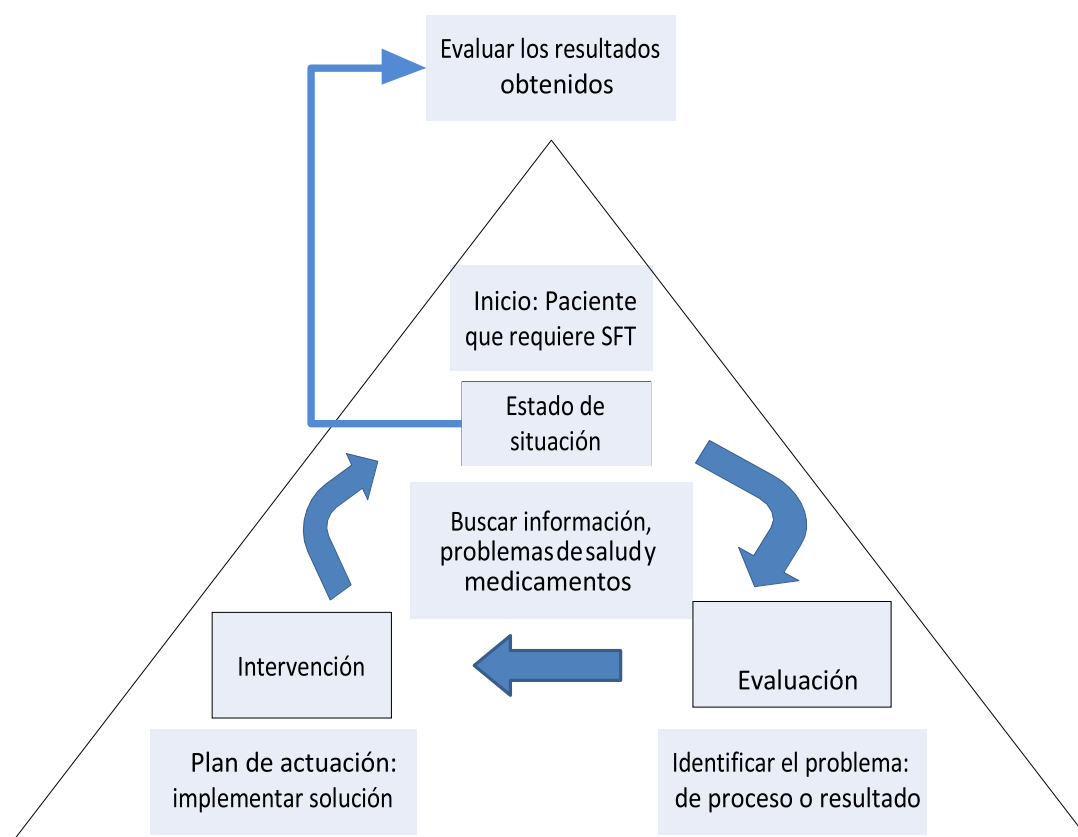 Evaluar los resultados
obtenidos
Inicio: Paciente
que requiere SFT
Estado de
situación
Buscar información,
problemas de salud y
medicamentos
Intervención
Evaluación
Plan de actuación:
implementar solución
Identificar el problema:
de proceso o resultado